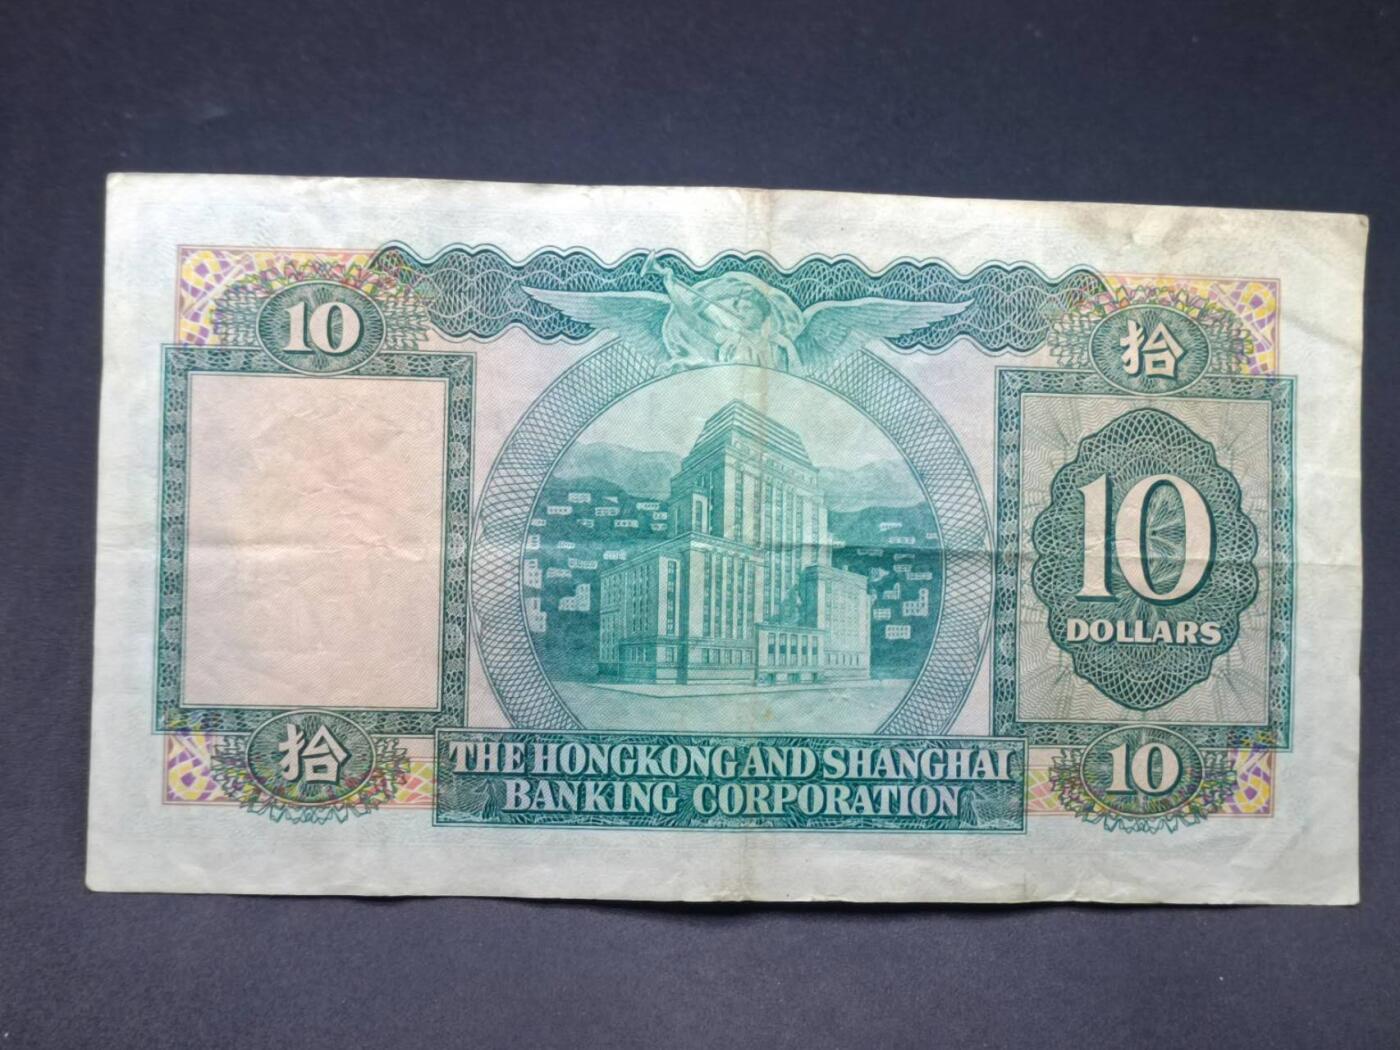 10
拾
10
DOLLARS
拾
10
THE HONGKONG AND SHANGHAI
BANKING CORPORATION